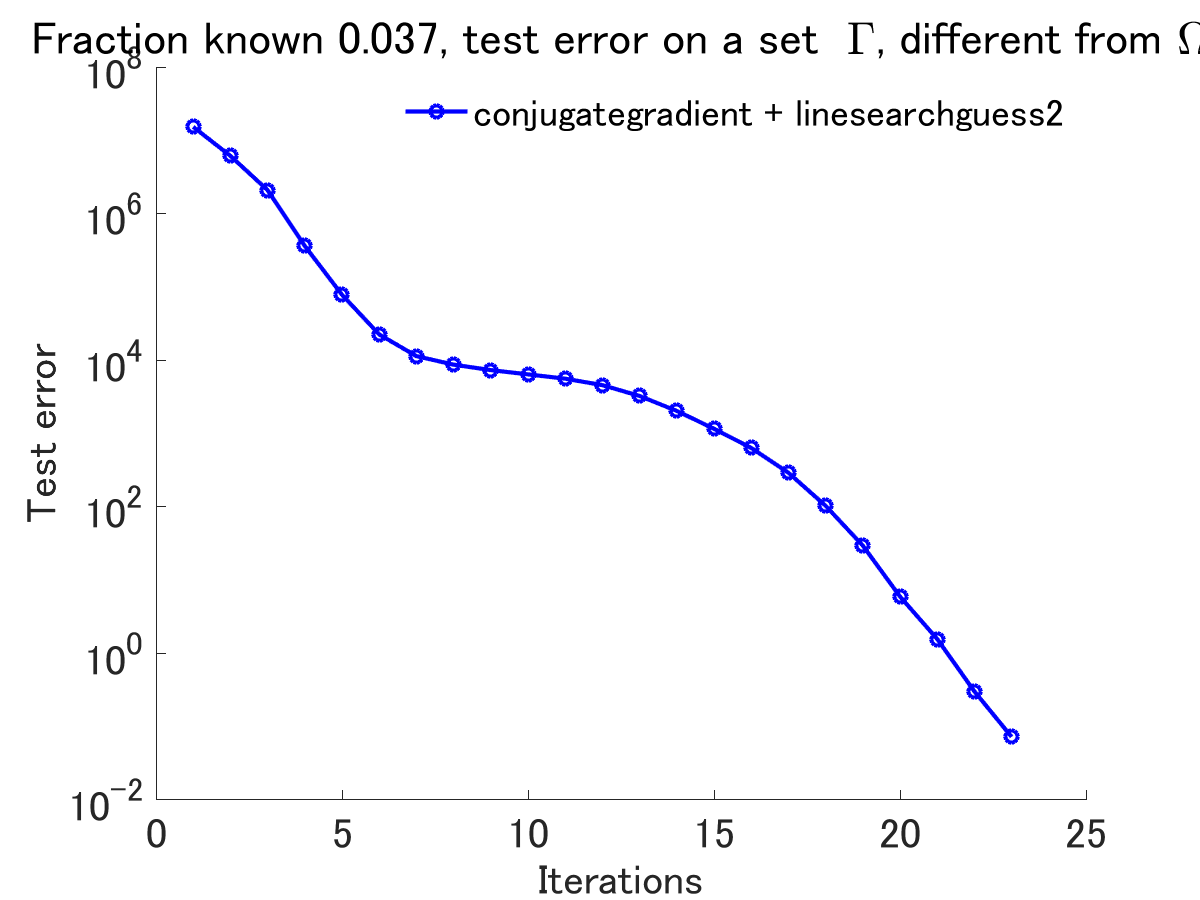 Fraction known 0.037, test error on a set Γ, different from Ω
10^8
conjugategradient + linesearchguess2
10^6
10^4
10^2
10^0
10^-2
Test error
0 5 10 15 20 25
Iterations